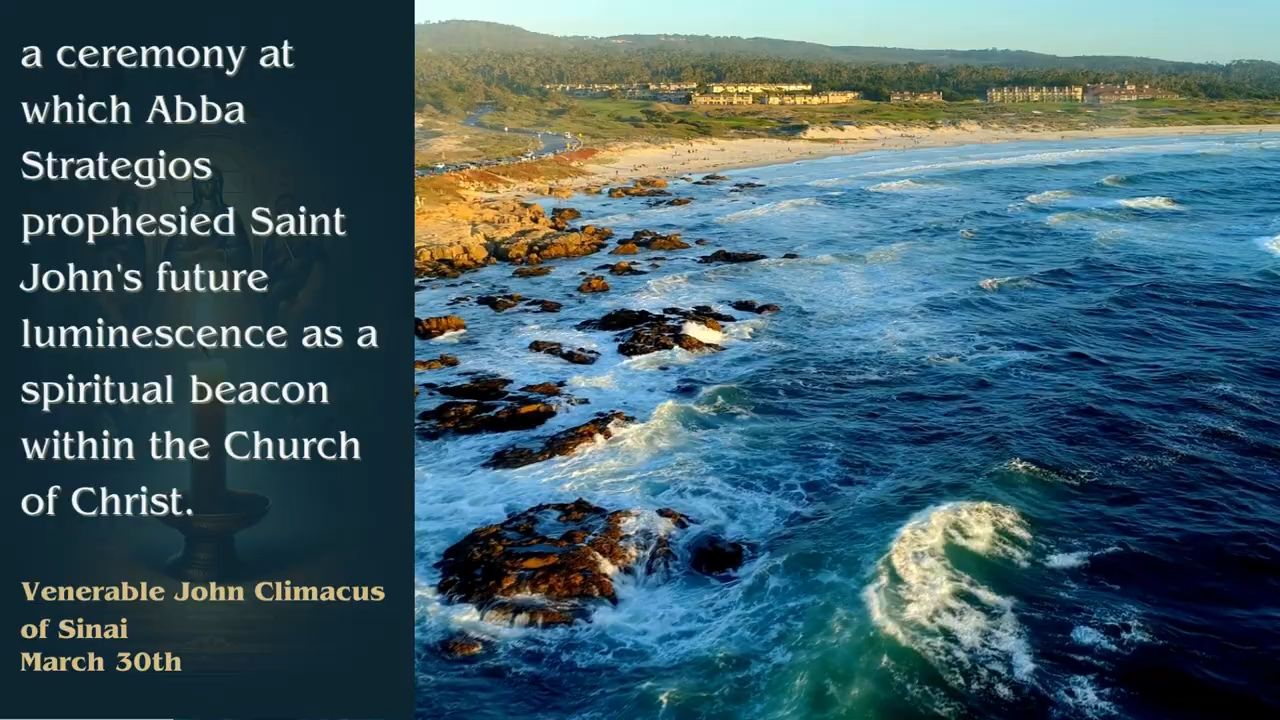 a ceremony at
which Abba
Strategios
prophesied Saint
John's future
luminescence as a
spiritual beacon
within the Church
of Christ.
Venerable John Climacus
of Sinai
March 30th